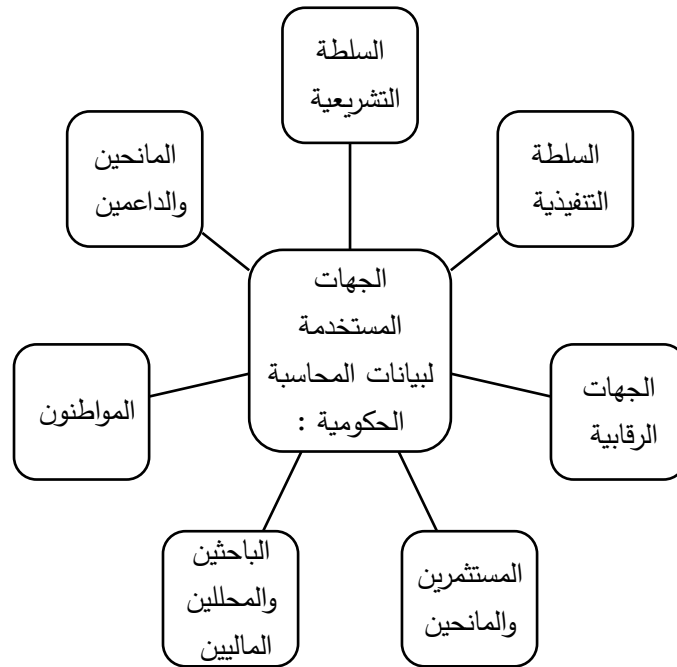 السلطة
التشريعية
السلطة
التنفيذية
الجهات
الرقابية
المستثمرين
والمانحين
الباحثين
والمحللين
الماليين
المواطنون
المانحين
والداعمين
الجهات
المستخدمة
لبيانات المحاسبة
الحكومية :